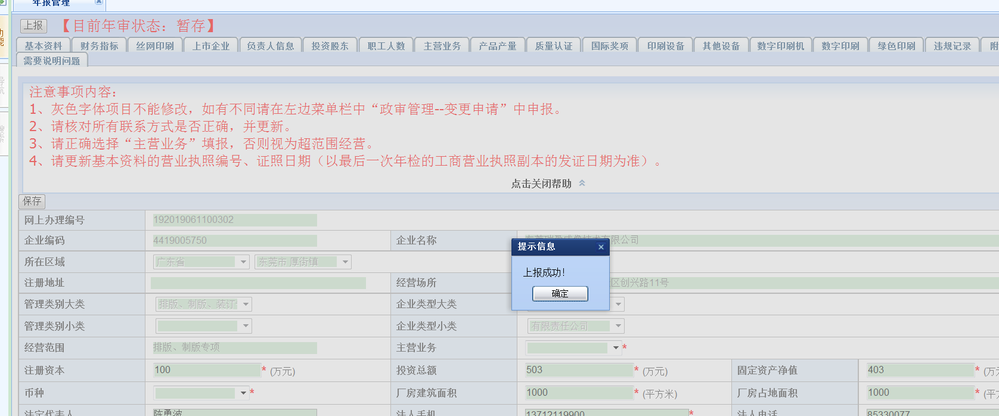 年报管理
上报 【目前年审状态：暂存】
基本资料 财务指标 丝网印刷 上市企业 负责人信息 投资股东 职工人数 主营业务 产品产量 质量认证 国际奖项 印刷设备 其他设备 数字印刷机 数字印刷 绿色印刷 违规记录 附
需要说明问题
注意事项内容：
1、灰色字体项目不能修改，如有不同请在左边菜单栏中“政审管理--变更申请”中申报。
2、请核对所有联系方式是否正确，并更新。
3、请正确选择“主营业务”填报，否则视为超范围经营。
4、请更新基本资料的营业执照编号、证照日期（以最后一次年检的工商营业执照副本的发证日期为准）。
点击关闭帮助
保存
网上办理编号 192019061100302
企业编码 4419005750 企业名称 限公司
所在区域 广东省 东莞市 厚街镇
注册地址 经营场所 区创兴路11号
提示信息
上报成功!
确定
管理类别大类 排版、制版、装订 企业类型大类
管理类别小类 企业类型小类 有限责任公司
经营范围 排版、制版专项 主营业务 *
注册资本 100 * (万元) 投资总额 503 * (万元) 固定资产净值 403 * (万
币种 * 厂房建筑面积 1000 * (平方米) 厂房占地面积 1000 * (平
法定代表人 陈勇波 法人手机 13712119900 * 法人电话 85330077